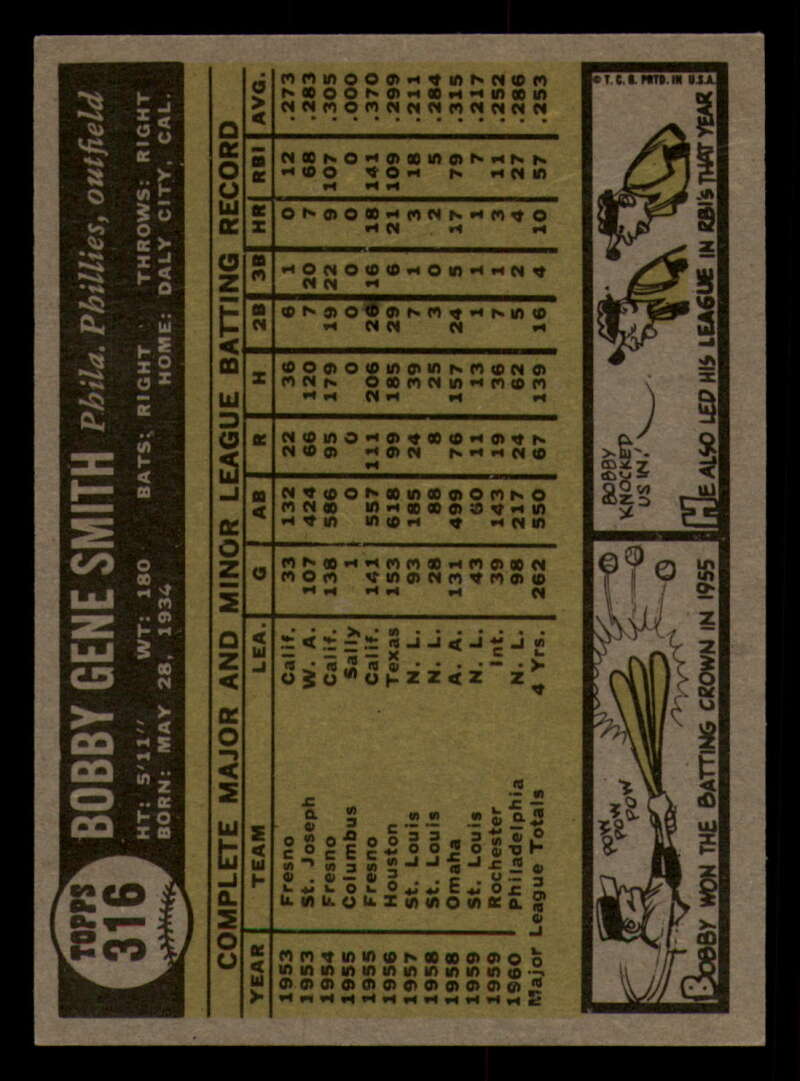 TOPPS
316
BOBBY GENE SMITH Phila. Phillies, outfield
HT: 5'11" WT: 180 BATS: RIGHT THROWS: RIGHT
BORN: MAY 28, 1934 HOME: DALY CITY, CAL.
COMPLETE MAJOR AND MINOR LEAGUE BATTING RECORD
YEAR TEAM LEA. G AB R H 2B 3B HR RBI AVG.
1953 Fresno Calif. 33 132 22 36 6 1 0 12 .273
1953 St. Joseph W. A. 107 424 66 120 7 20 7 68 .283
1954 Fresno Calif. 138 586 95 179 19 22 9 107 .305
1955 Columbus Sally 1 0 0 0 0 0 0 0 .000
1955 Fresno Calif. 141 557 111 206 26 16 18 141 .370
1956 Houston Texas 153 618 99 185 29 6 21 109 .299
1957 St. Louis N. L. 93 185 24 39 7 1 3 18 .211
1958 St. Louis N. L. 28 88 8 25 3 0 2 5 .284
1958 Omaha A. A. 131 499 76 157 24 5 17 79 .315
1959 St. Louis N. L. 43 60 11 13 1 1 1 7 .217
1959 Rochester Int. 39 143 19 36 7 1 3 11 .252
1960 Philadelphia N. L. 98 217 24 62 5 2 4 27 .286
Major League Totals 4 Yrs. 262 550 67 139 16 4 10 57 .253
POW
POW
POW
BOBBY WON THE BATTING CROWN IN 1955
© T. C. G. PRTD. IN U.S.A.
BOBBY
KNOCKED
US IN!
HE ALSO LED HIS LEAGUE IN RBI'S THAT YEAR